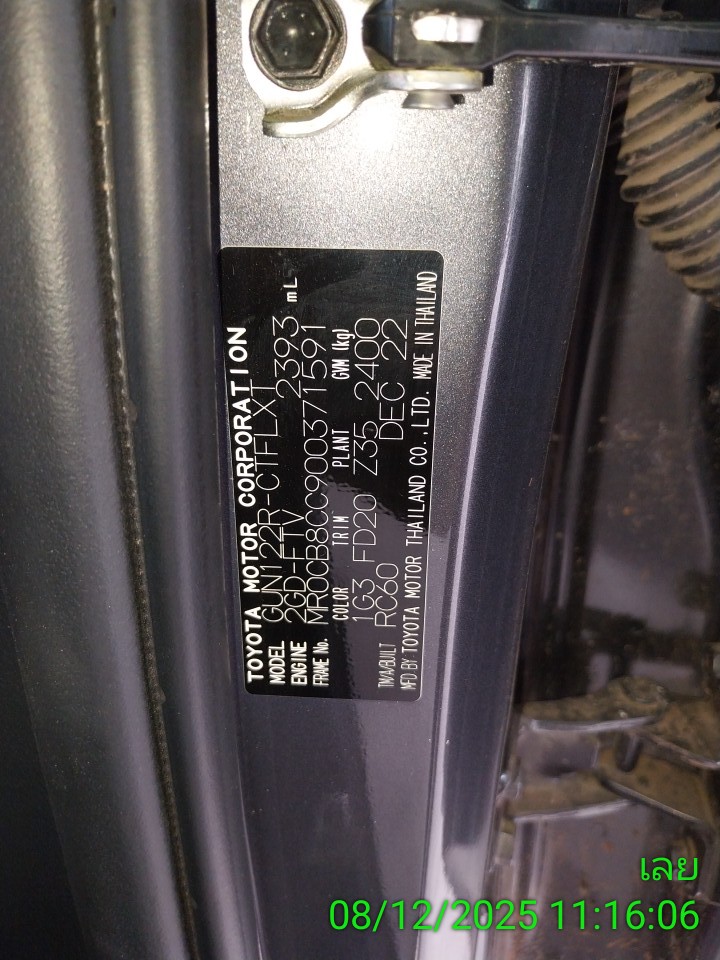 TOYOTA MOTOR CORPORATION
MODEL GUN122R-CTFLXT
ENGINE 2GD-FTV 2393 mL
FRAME No. MR0CB8CC900371591
COLOR TRIM PLANT GVM (kg)
1G3 FD20 Z35 2400
TM/A/BUILT RC60 DEC 22
MFD BY TOYOTA MOTOR THAILAND CO.,LTD. MADE IN THAILAND
เลย
08/12/2025 11:16:06